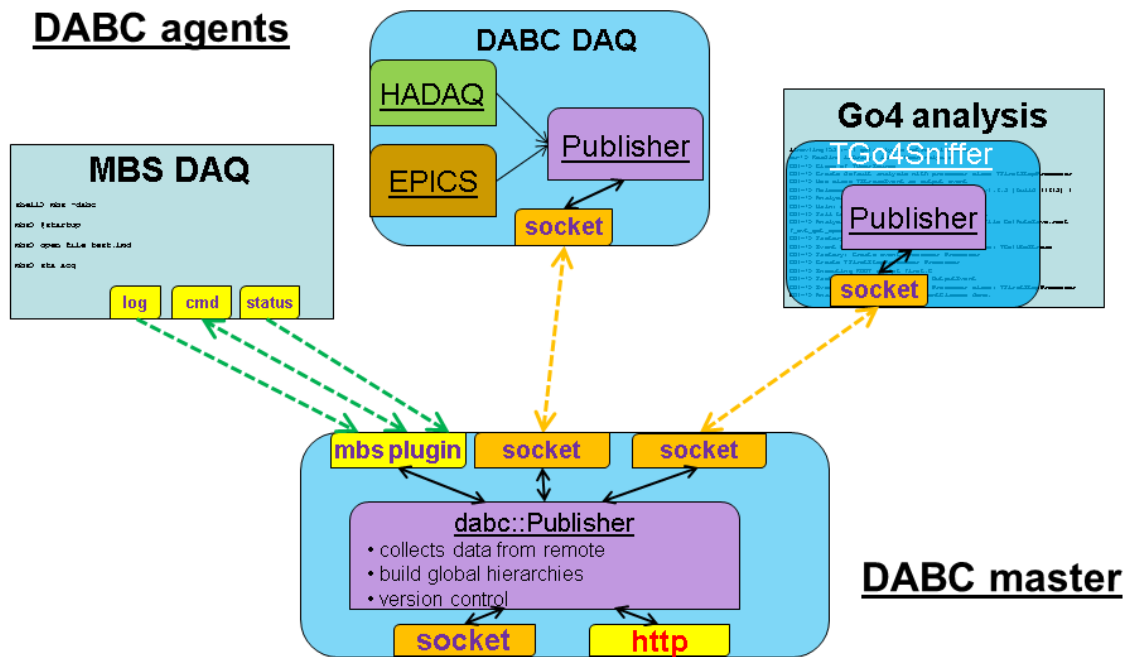 DABC agents
DABC DAQ
HADAQ
EPICS
Publisher
socket
Go4 analysis
TGo4Sniffer
Publisher
socket
MBS DAQ
shell> mbs -dabc
mbs> @startup
mbs> open file test.lmd
mbs> sta acq
log
cmd
status
mbs plugin
socket
socket
dabc::Publisher
• collects data from remote
• build global hierarchies
• version control
socket
http
DABC master